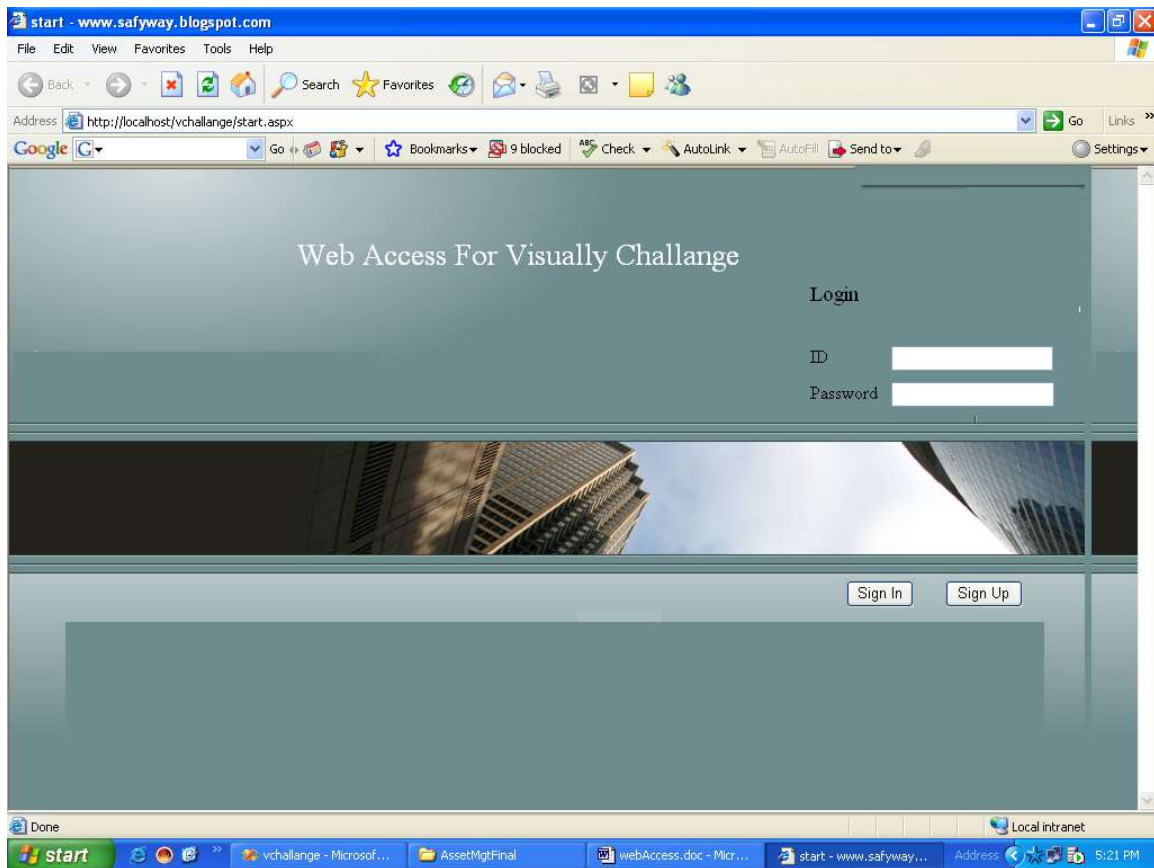 start - www.safyway.blogspot.com
File Edit View Favorites Tools Help
Back Search Favorites
Address http://localhost/vchallange/start.aspx Go Links »
Google G Go Bookmarks 9 blocked ABC Check AutoLink AutoFill Send to Settings
Web Access For Visually Challange
Login
ID
Password
Sign In Sign Up
Done Local intranet
start » vchallange - Microsof... AssetMgtFinal webAccess.doc - Micr... start - www.safyway... Address 5:21 PM